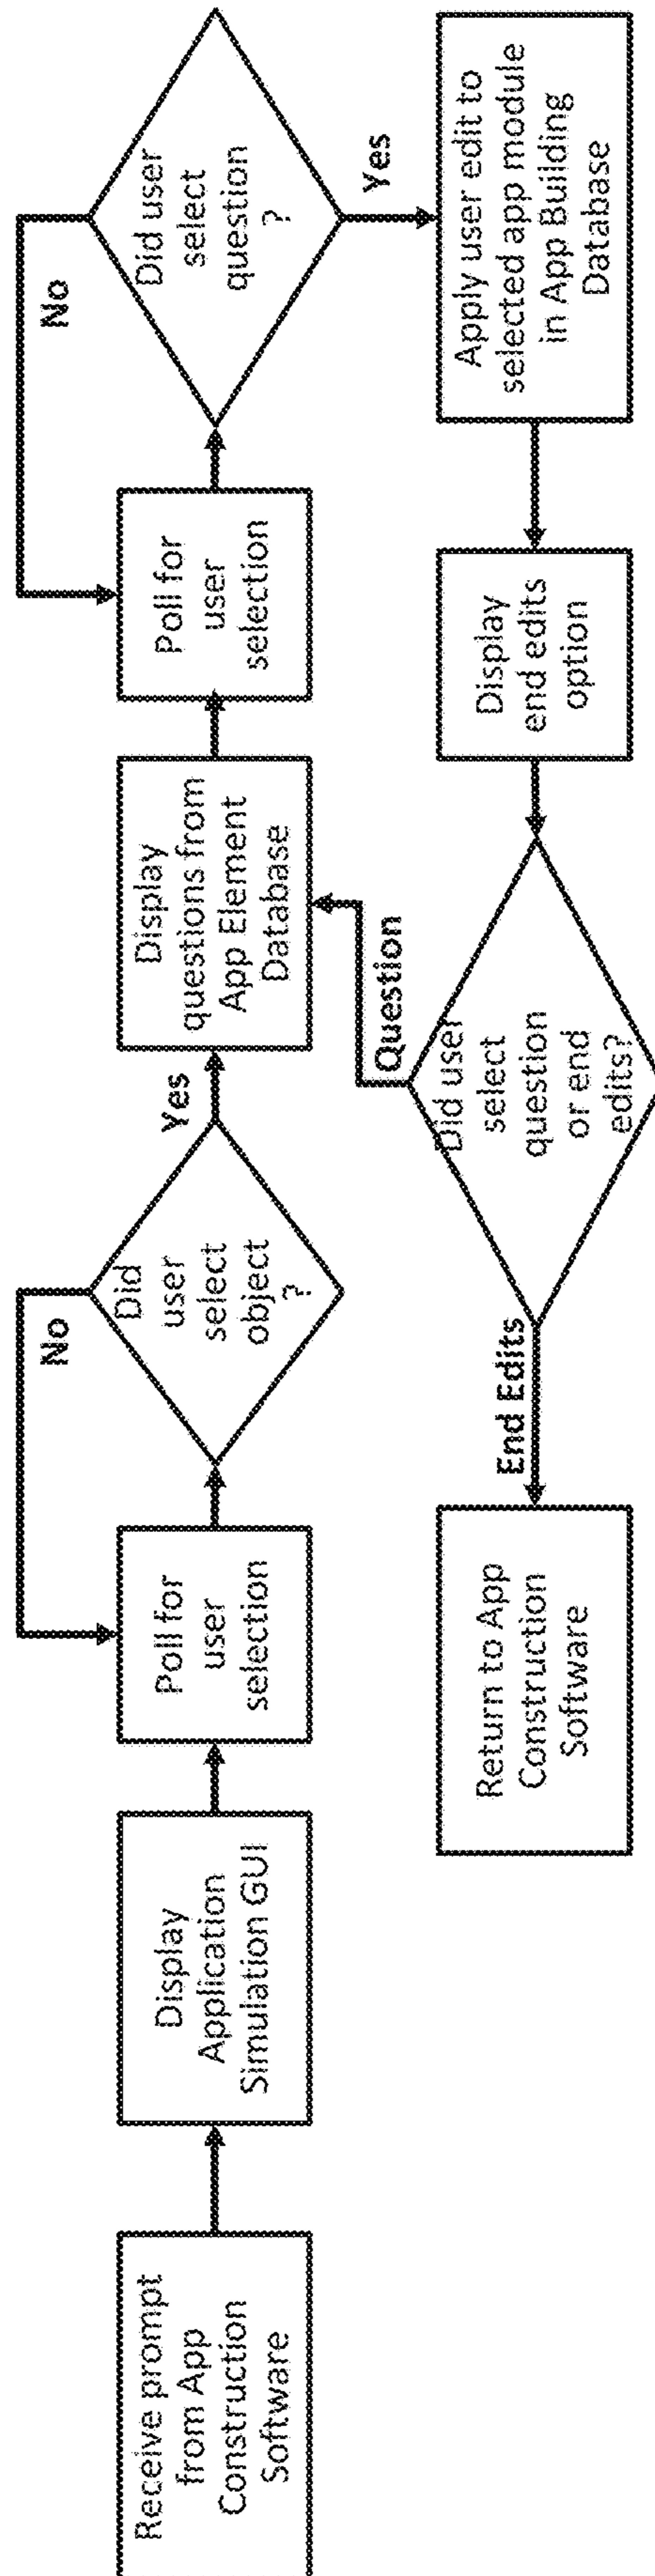 Receive prompt
from App
Construction
Software
Display
Application
Simulation GUI
Poll for
user
selection
No
Did
user
select
object
?
Yes
Display
questions from
App Element
Database
Poll for
user
selection
No
Did user
select
question
?
Yes
Apply user edit to
selected app module
in App Building
Database
Display
end edits
option
Did user
select
question
or end
edits?
Question
End Edits
Return to App
Construction
Software